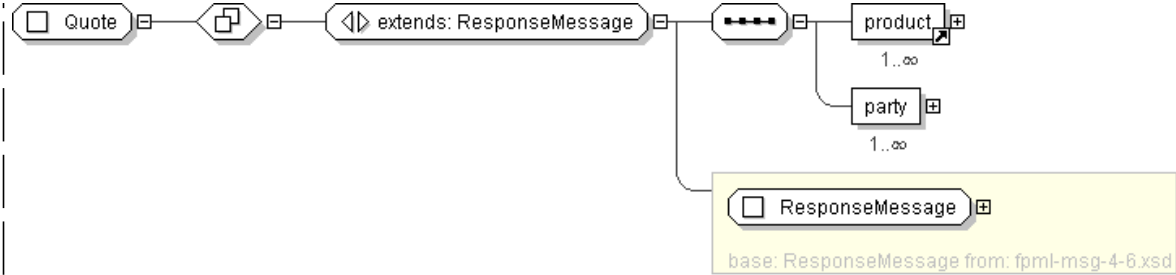 Quote
extends: ResponseMessage
product
1..∞
party
1..∞
ResponseMessage
base: ResponseMessage from: fpml-msg-4-6.xsd